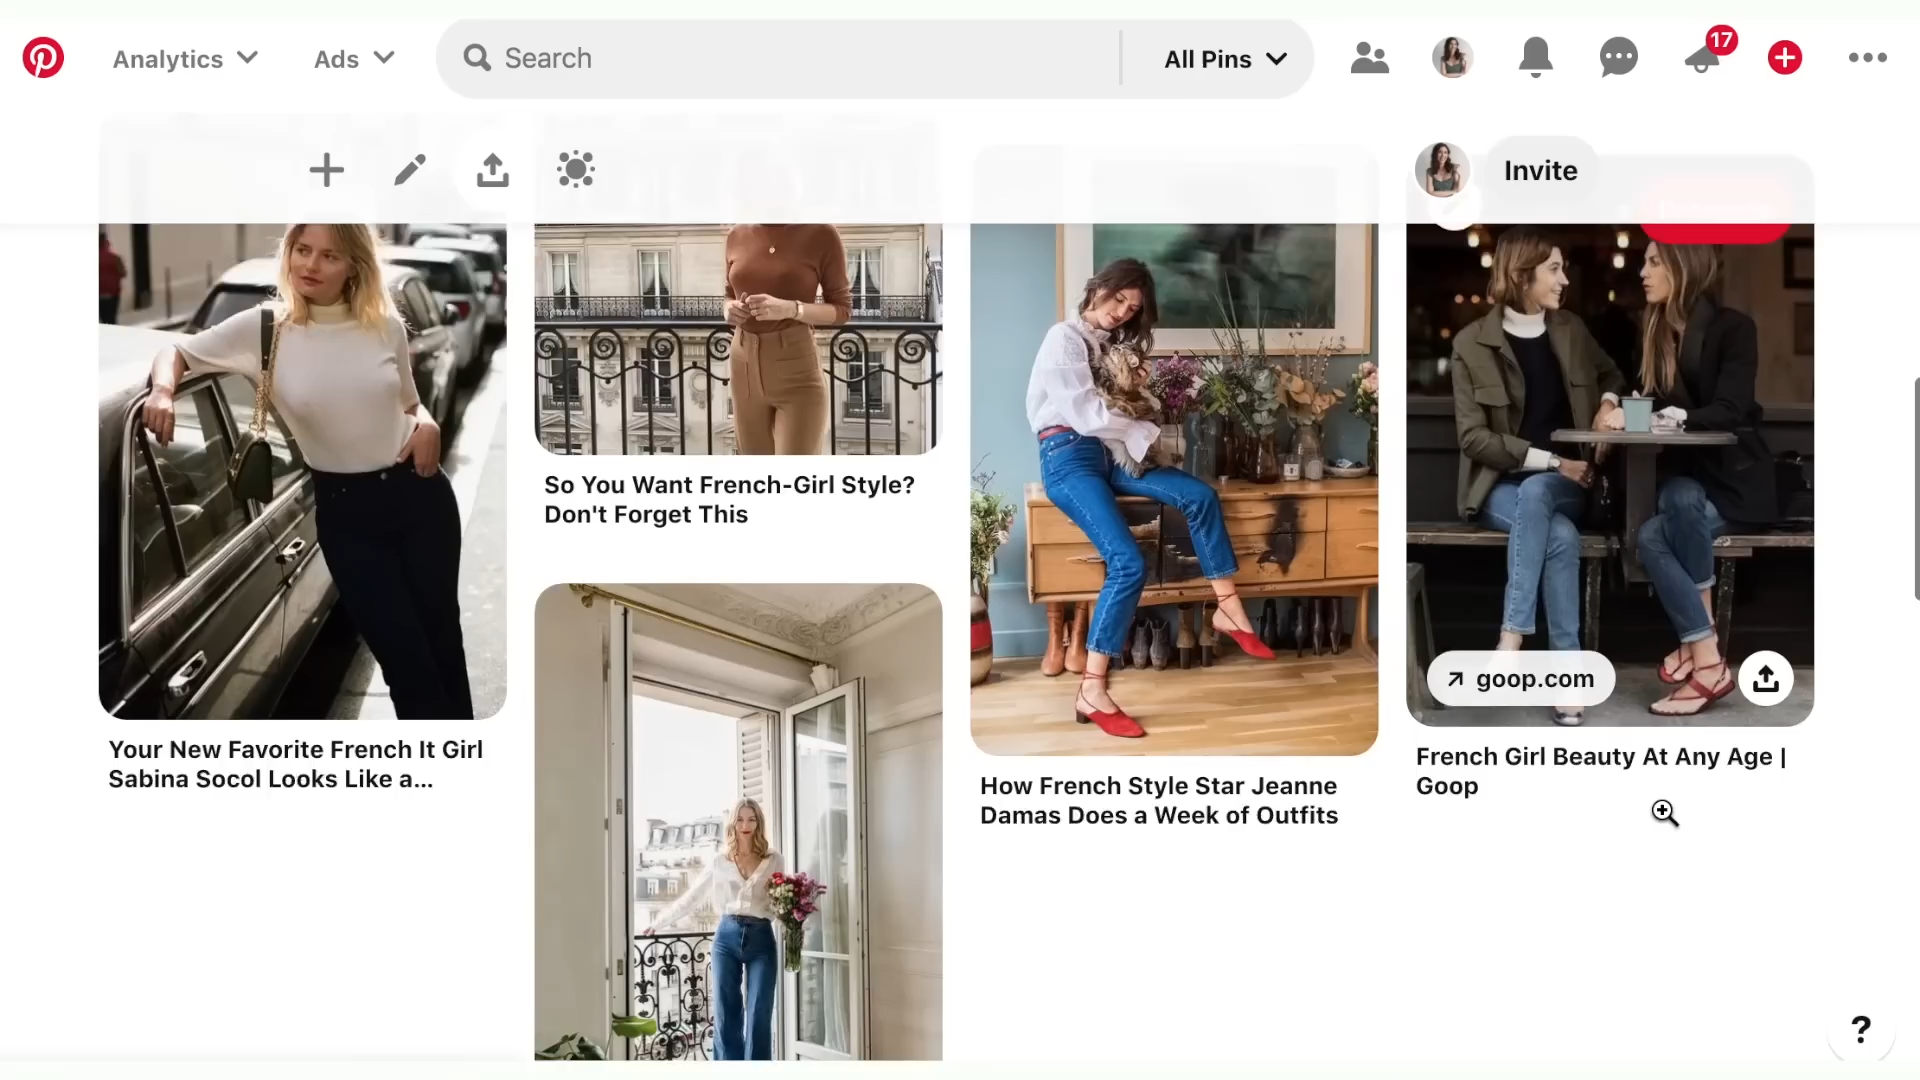 Analytics
Ads
Search
All Pins
17
Invite
So You Want French-Girl Style?
Don't Forget This
goop.com
Your New Favorite French It Girl
Sabina Socol Looks Like a...
How French Style Star Jeanne
Damas Does a Week of Outfits
French Girl Beauty At Any Age |
Goop
?